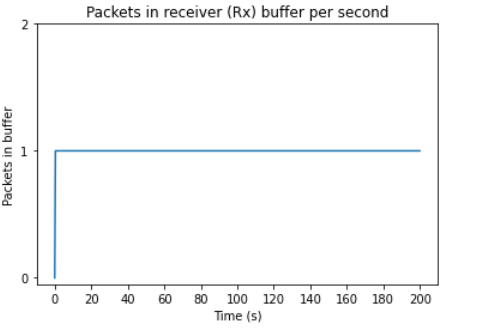 Packets in receiver (Rx) buffer per second
2
1
0
Packets in buffer
0 20 40 60 80 100 120 140 160 180 200
Time (s)